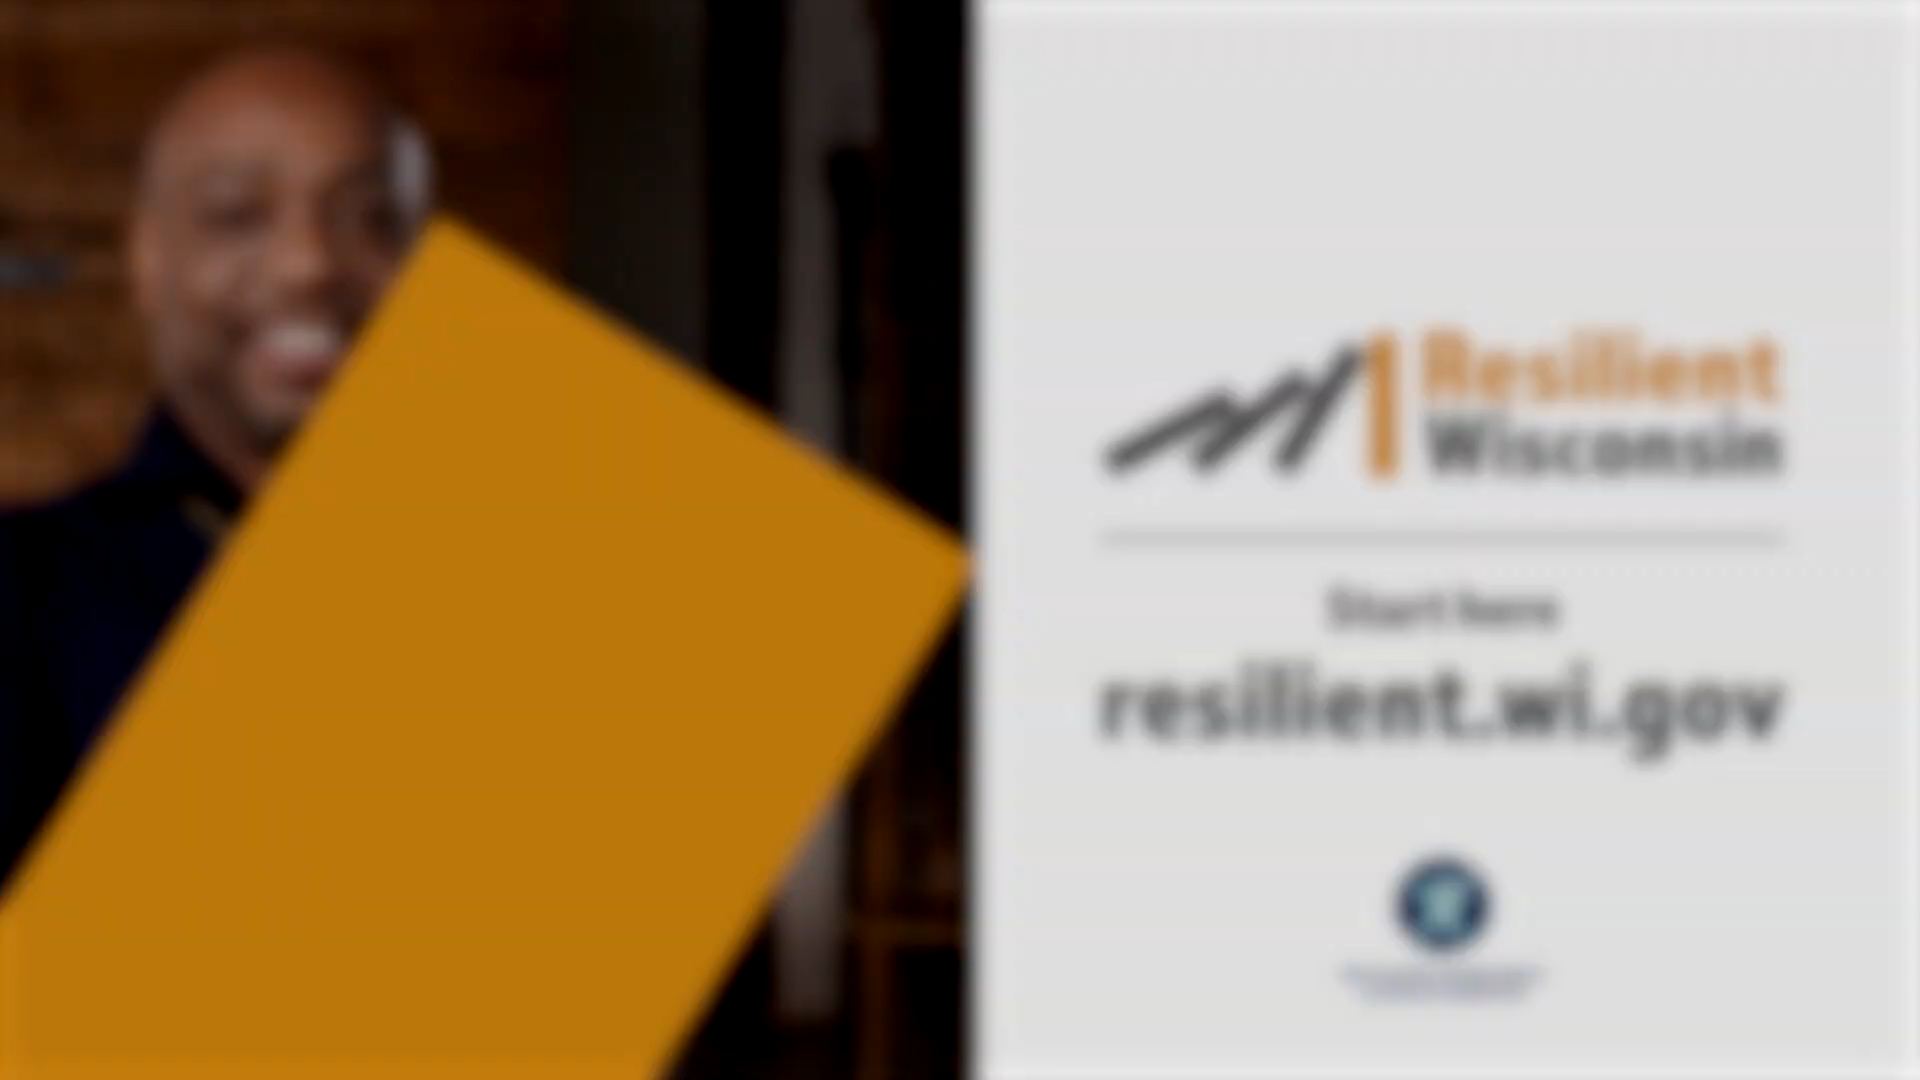 Resilient
Wisconsin
Start here
resilient.wi.gov